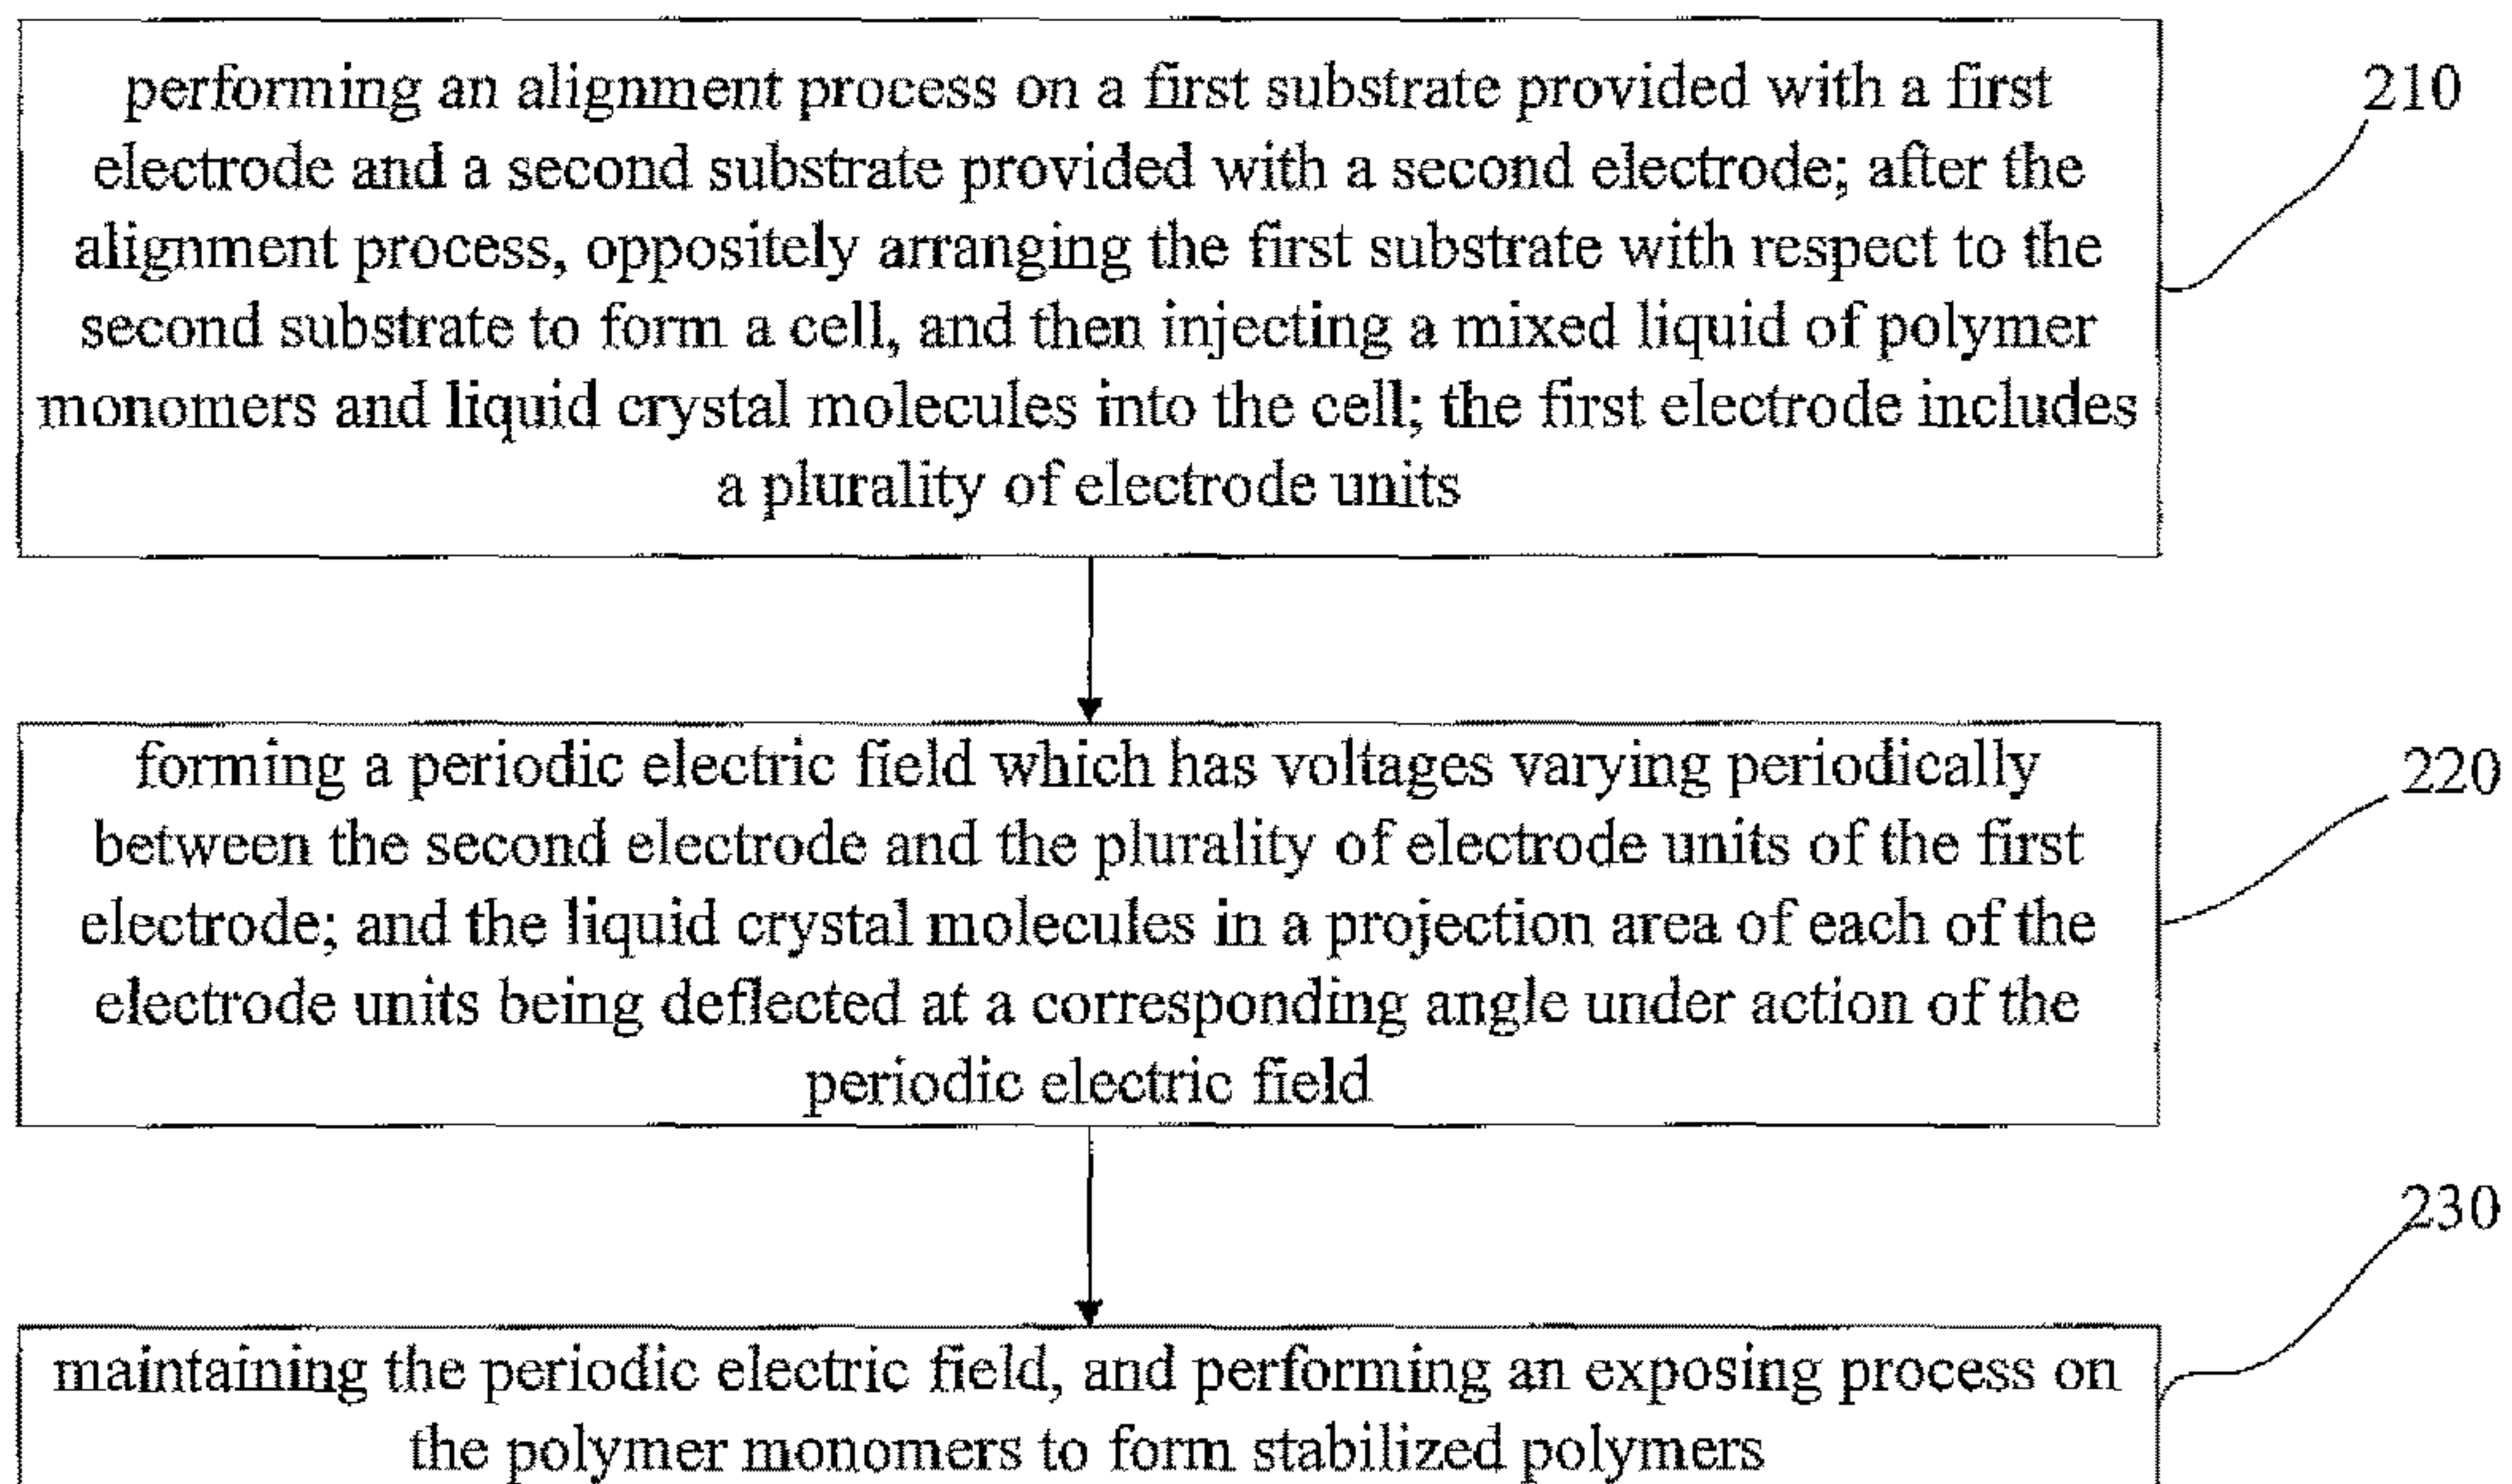 performing an alignment process on a first substrate provided with a first
electrode and a second substrate provided with a second electrode; after the
alignment process, oppositely arranging the first substrate with respect to the
second substrate to form a cell, and then injecting a mixed liquid of polymer
monomers and liquid crystal molecules into the cell; the first electrode includes
a plurality of electrode units
210
forming a periodic electric field which has voltages varying periodically
between the second electrode and the plurality of electrode units of the first
electrode; and the liquid crystal molecules in a projection area of each of the
electrode units being deflected at a corresponding angle under action of the
periodic electric field
220
maintaining the periodic electric field, and performing an exposing process on
the polymer monomers to form stabilized polymers
230